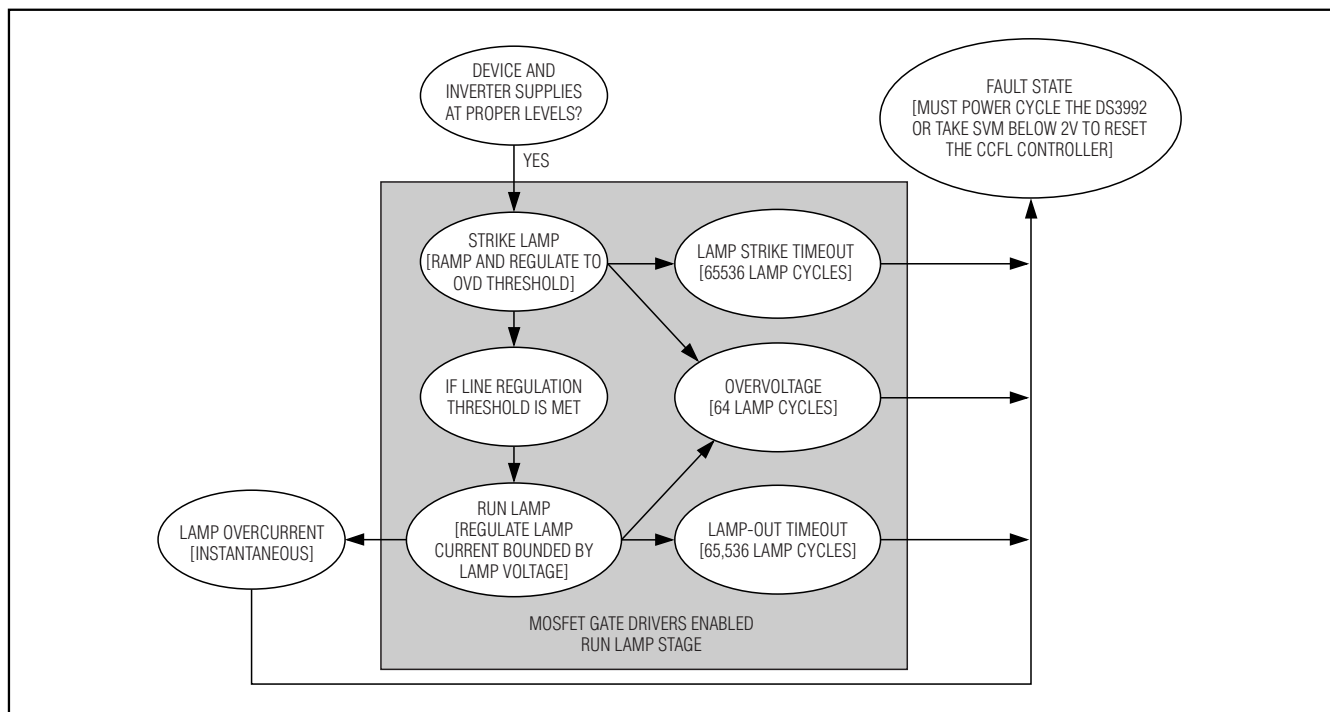 DEVICE AND
INVERTER SUPPLIES
AT PROPER LEVELS?
YES
FAULT STATE
[MUST POWER CYCLE THE DS3992
OR TAKE SVM BELOW 2V TO RESET
THE CCFL CONTROLLER]
STRIKE LAMP
[RAMP AND REGULATE TO
OVD THRESHOLD]
LAMP STRIKE TIMEOUT
[65536 LAMP CYCLES]
IF LINE REGULATION
THRESHOLD IS MET
OVERVOLTAGE
[64 LAMP CYCLES]
LAMP OVERCURRENT
[INSTANTANEOUS]
RUN LAMP
[REGULATE LAMP
CURRENT BOUNDED BY
LAMP VOLTAGE]
LAMP-OUT TIMEOUT
[65,536 LAMP CYCLES]
MOSFET GATE DRIVERS ENABLED
RUN LAMP STAGE